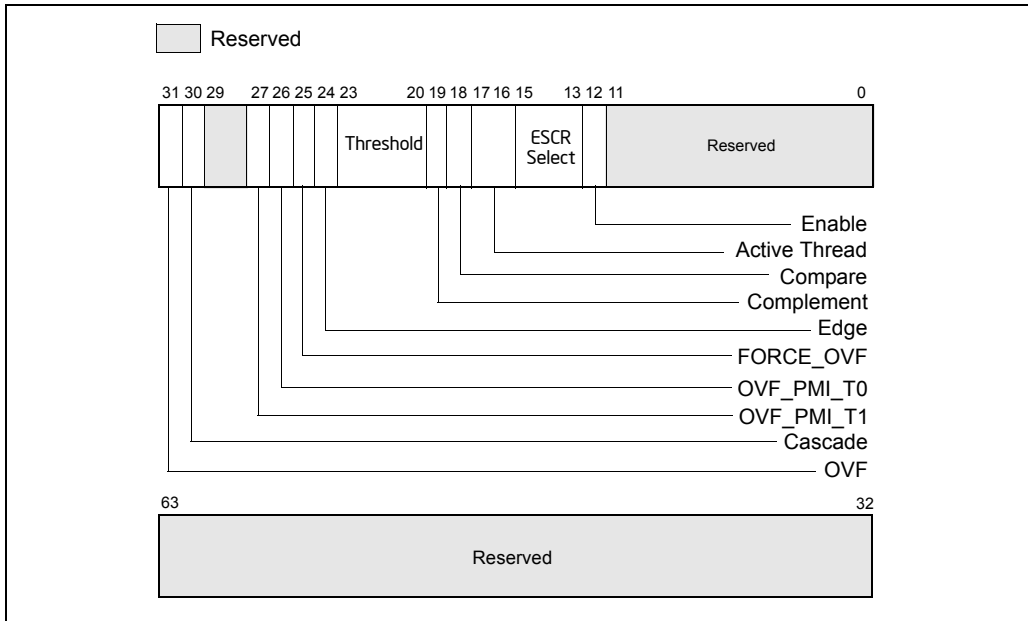 Reserved
31 30 29 27 26 25 24 23 20 19 18 17 16 15 13 12 11 0
Threshold
ESCR
Select
Reserved
Enable
Active Thread
Compare
Complement
Edge
FORCE_OVF
OVF_PMI_T0
OVF_PMI_T1
Cascade
OVF
63 32
Reserved